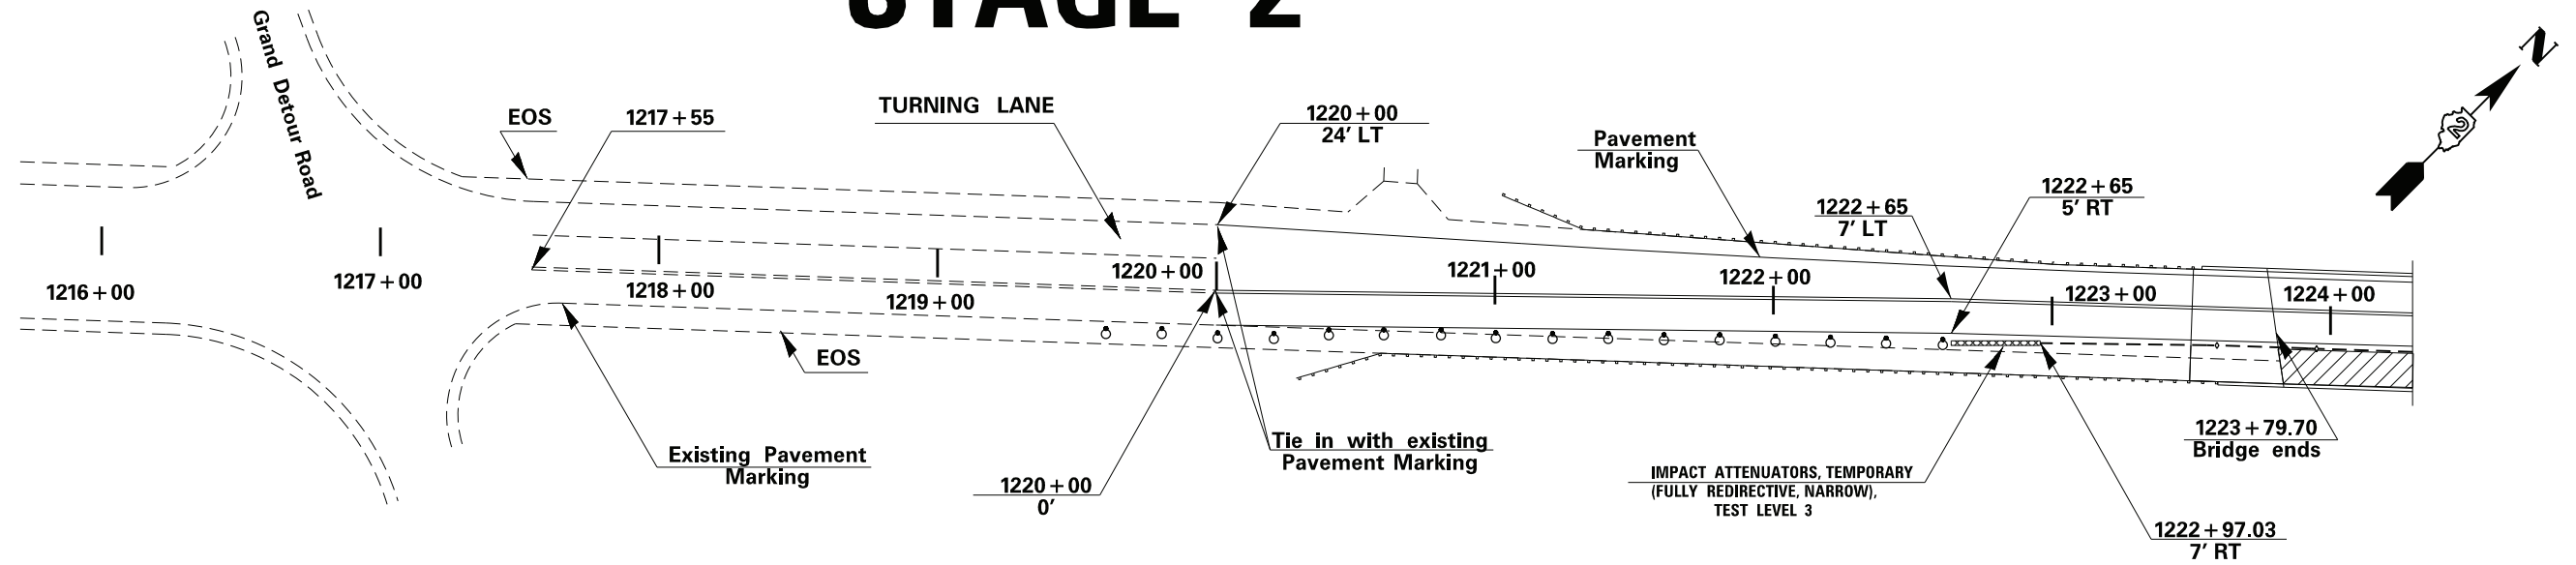 STAGE 2
Grand Detour Road
N
2
EOS
1217+55
TURNING LANE
1220+00
24' LT
Pavement
Marking
1222+65
7' LT
1222+65
5' RT
1216+00
1217+00
1218+00
1219+00
1220+00
1221+00
1222+00
1223+00
1224+00
EOS
Existing Pavement
Marking
1220+00
0'
Tie in with existing
Pavement Marking
IMPACT ATTENUATORS, TEMPORARY
(FULLY REDIRECTIVE, NARROW),
TEST LEVEL 3
1223+79.70
Bridge ends
1222+97.03
7' RT